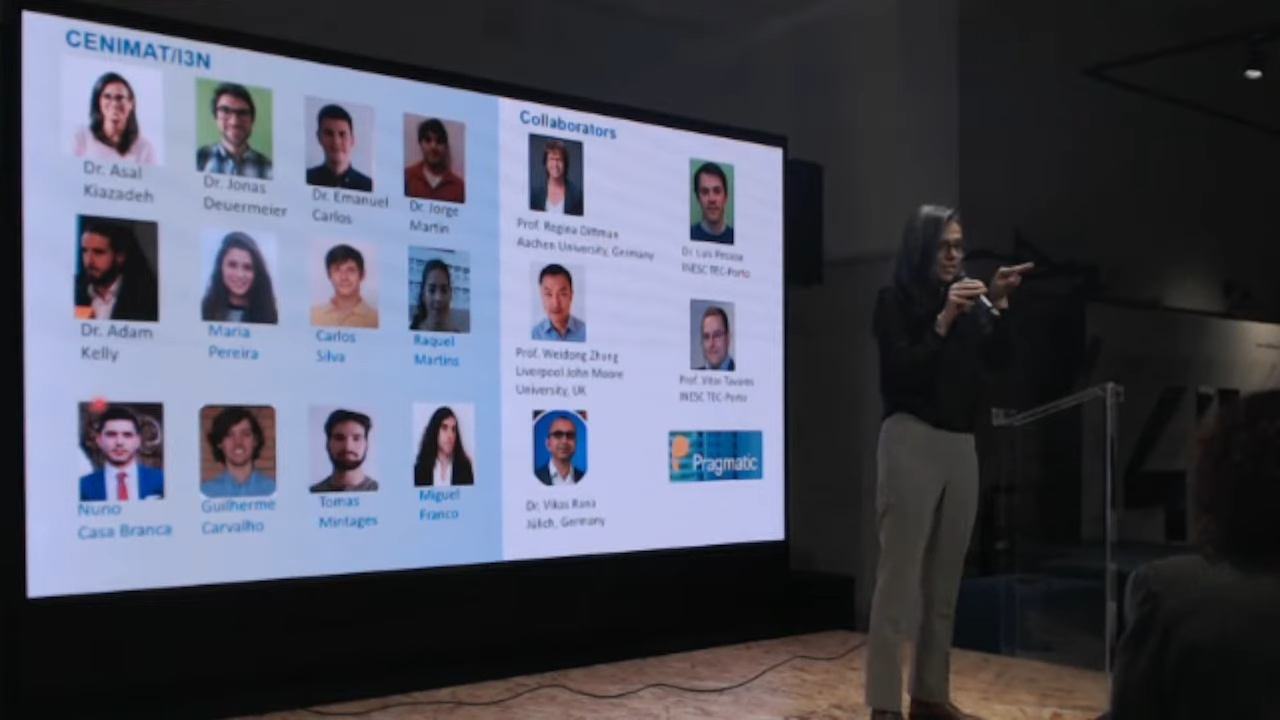 CENIMAT/I3N
Dr. Asal
Kiazadeh
Dr. Jonas
Deuermeier
Dr. Emanuel
Carlos
Dr. Jorge
Martin
Dr. Adam
Kelly
Maria
Pereira
Carlos
Silva
Raquel
Martins
Nuno
Casa Branca
Guilherme
Carvalho
Tomas
Mintages
Miguel
Franco
Collaborators
Prof. Regina Dittman
Aachen University, Germany
Dr. Luis Pessoa
INESC TEC-Porto
Prof. Weidong Zhang
Liverpool John Moore
University, UK
Prof. Vitor Tavares
INESC TEC-Porto
Dr. Vikas Rana
Jülich, Germany
Pragmatic